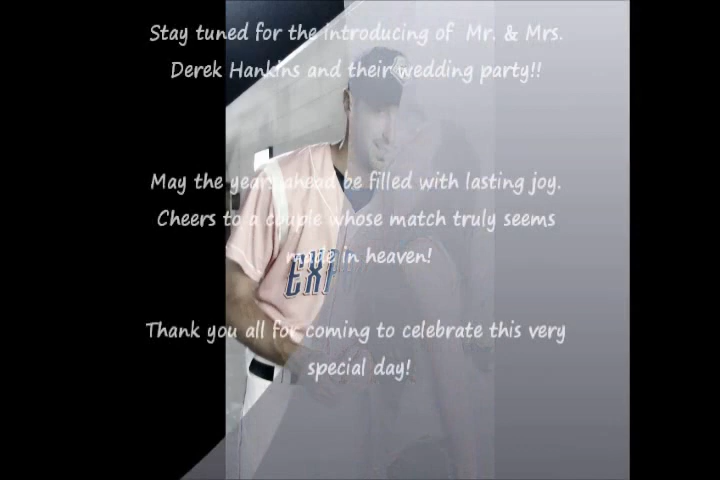 Stay tuned for the introducing of Mr. & Mrs.
Derek Hankins and their wedding party!!
May the years ahead be filled with lasting joy.
Cheers to a couple whose match truly seems
made in heaven!
EXP
Thank you all for coming to celebrate this very
special day!